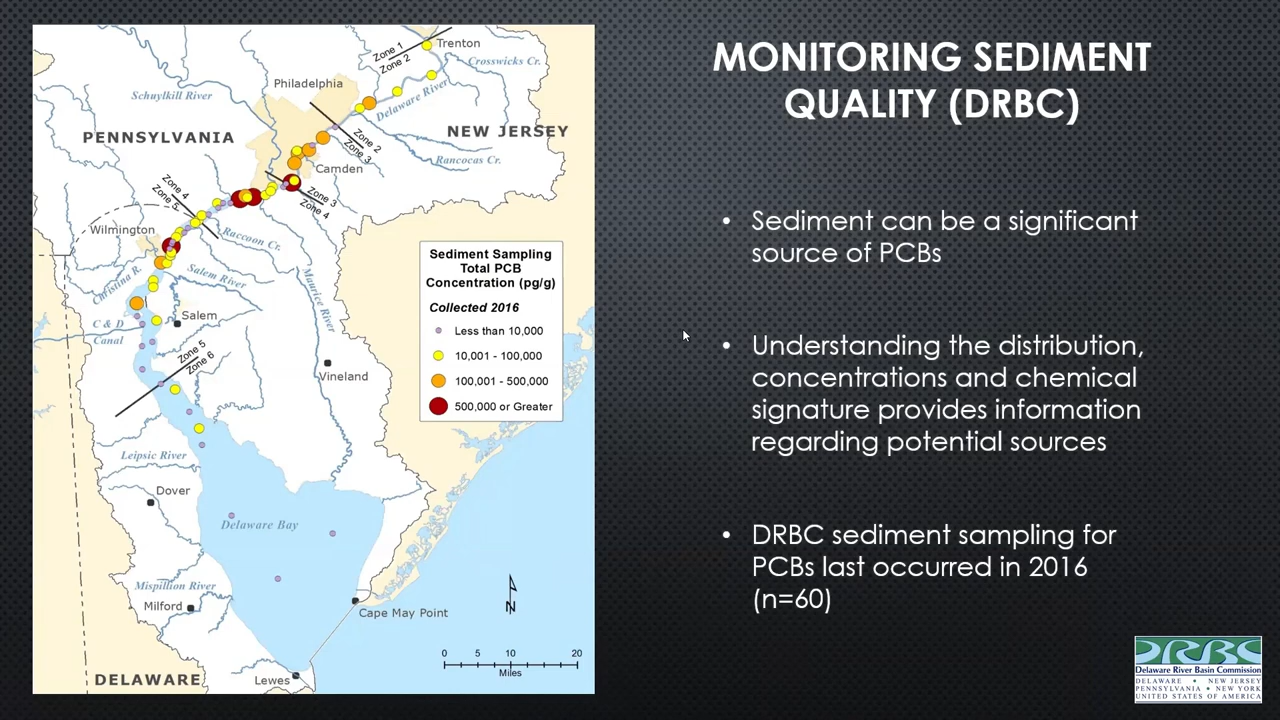 MONITORING SEDIMENT
QUALITY (DRBC)
• Sediment can be a significant
source of PCBs
• Understanding the distribution,
concentrations and chemical
signature provides information
regarding potential sources
• DRBC sediment sampling for
PCBs last occurred in 2016
(n=60)
Zone 1
Zone 2
Trenton
Crosswicks Cr.
Philadelphia
Schuylkill River
Delaware River
PENNSYLVANIA
NEW JERSEY
Zone 2
Zone 3
Rancocas Cr.
Camden
Zone 4
Zone 5
Zone 3
Zone 4
Wilmington
Raccoon Cr.
Christina R.
Salem River
Maurice River
Salem
C & D
Canal
Zone 5
Zone 6
Vineland
Sediment Sampling
Total PCB
Concentration (pg/g)
Collected 2016
Less than 10,000
10,001 - 100,000
100,001 - 500,000
500,000 or Greater
Leipsic River
Dover
Delaware Bay
Mispillion River
Milford
Cape May Point
N
0 5 10 20
Miles
DELAWARE
Lewes
DRBC
Delaware River Basin Commission
DELAWARE • NEW JERSEY
PENNSYLVANIA • NEW YORK
UNITED STATES OF AMERICA